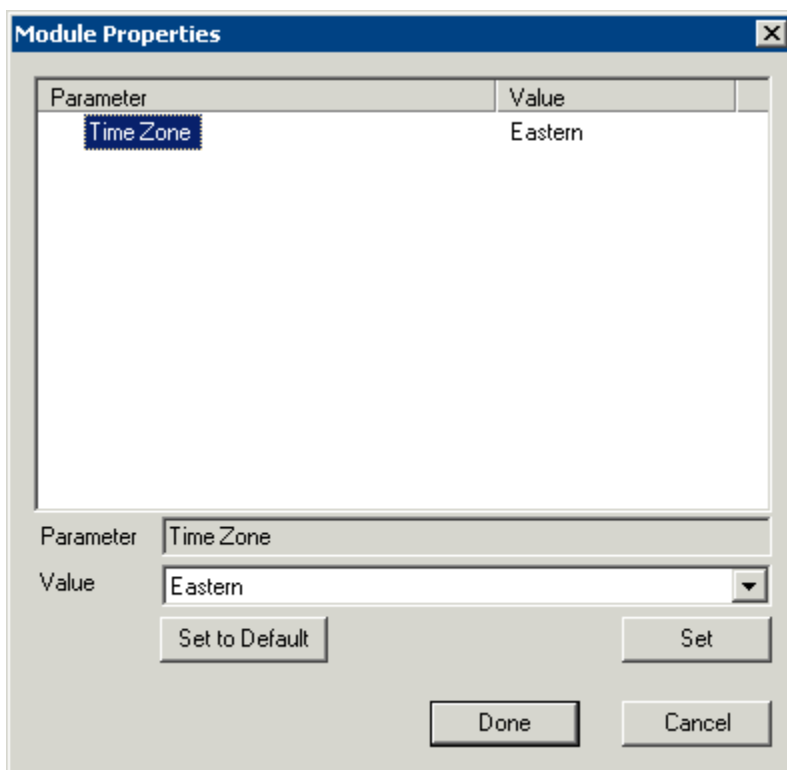 Module Properties
Parameter Value
Time Zone Eastern
Parameter Time Zone
Value Eastern
Set to Default Set
Done Cancel